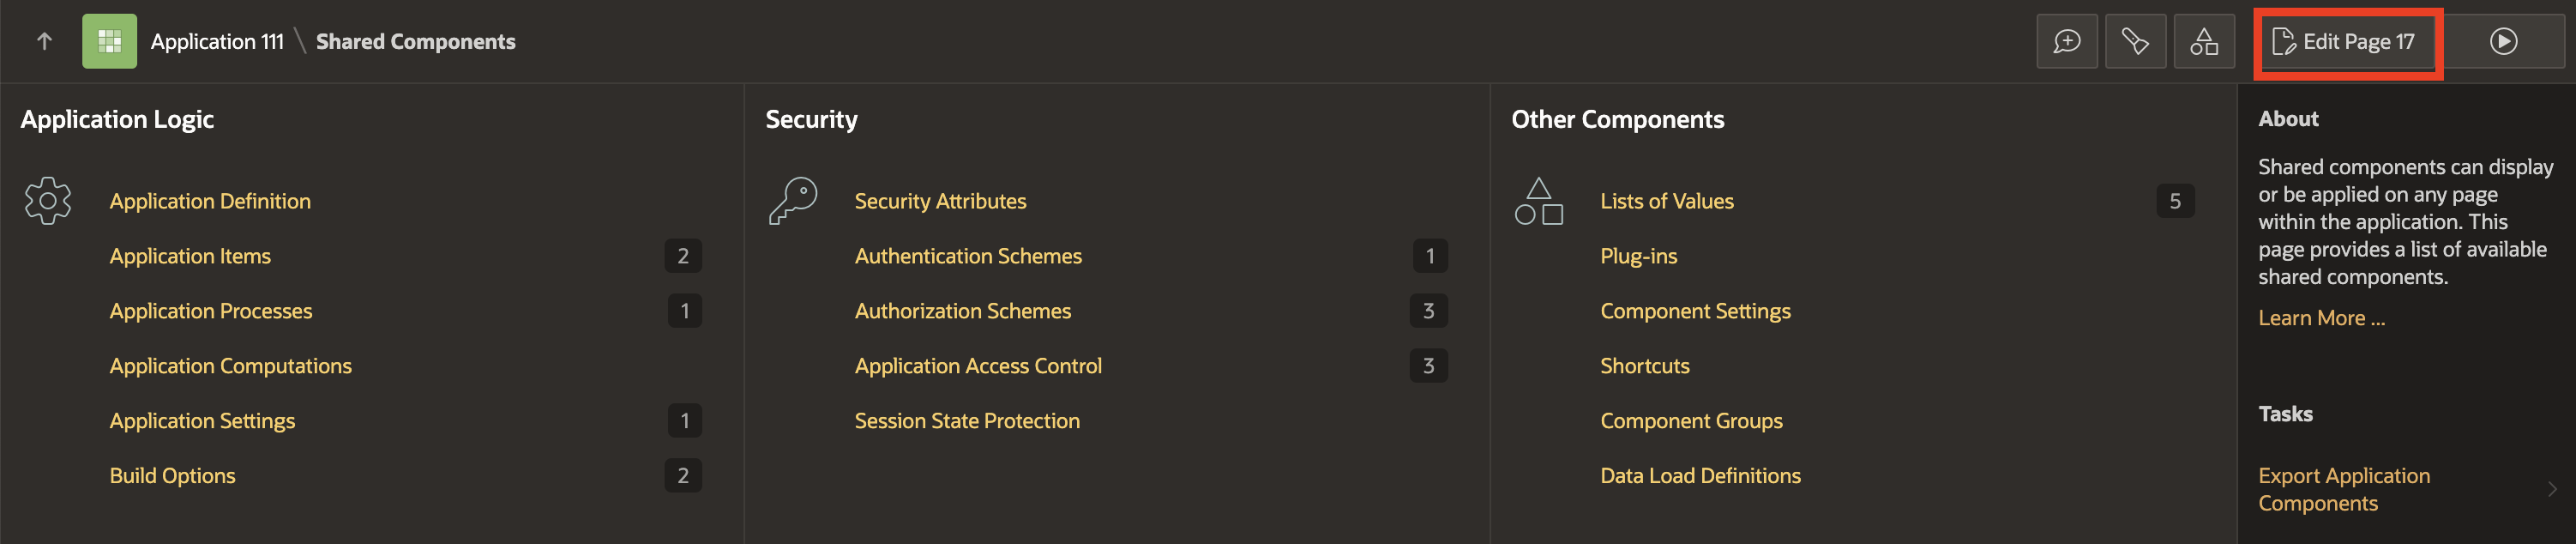 Application 111 \ Shared Components
Edit Page 17
Application Logic
Application Definition
Application Items 2
Application Processes 1
Application Computations
Application Settings 1
Build Options 2
Security
Security Attributes
Authentication Schemes 1
Authorization Schemes 3
Application Access Control 3
Session State Protection
Other Components
Lists of Values 5
Plug-ins
Component Settings
Shortcuts
Component Groups
Data Load Definitions
About
Shared components can display
or be applied on any page
within the application. This
page provides a list of available
shared components.
Learn More ...
Tasks
Export Application
Components